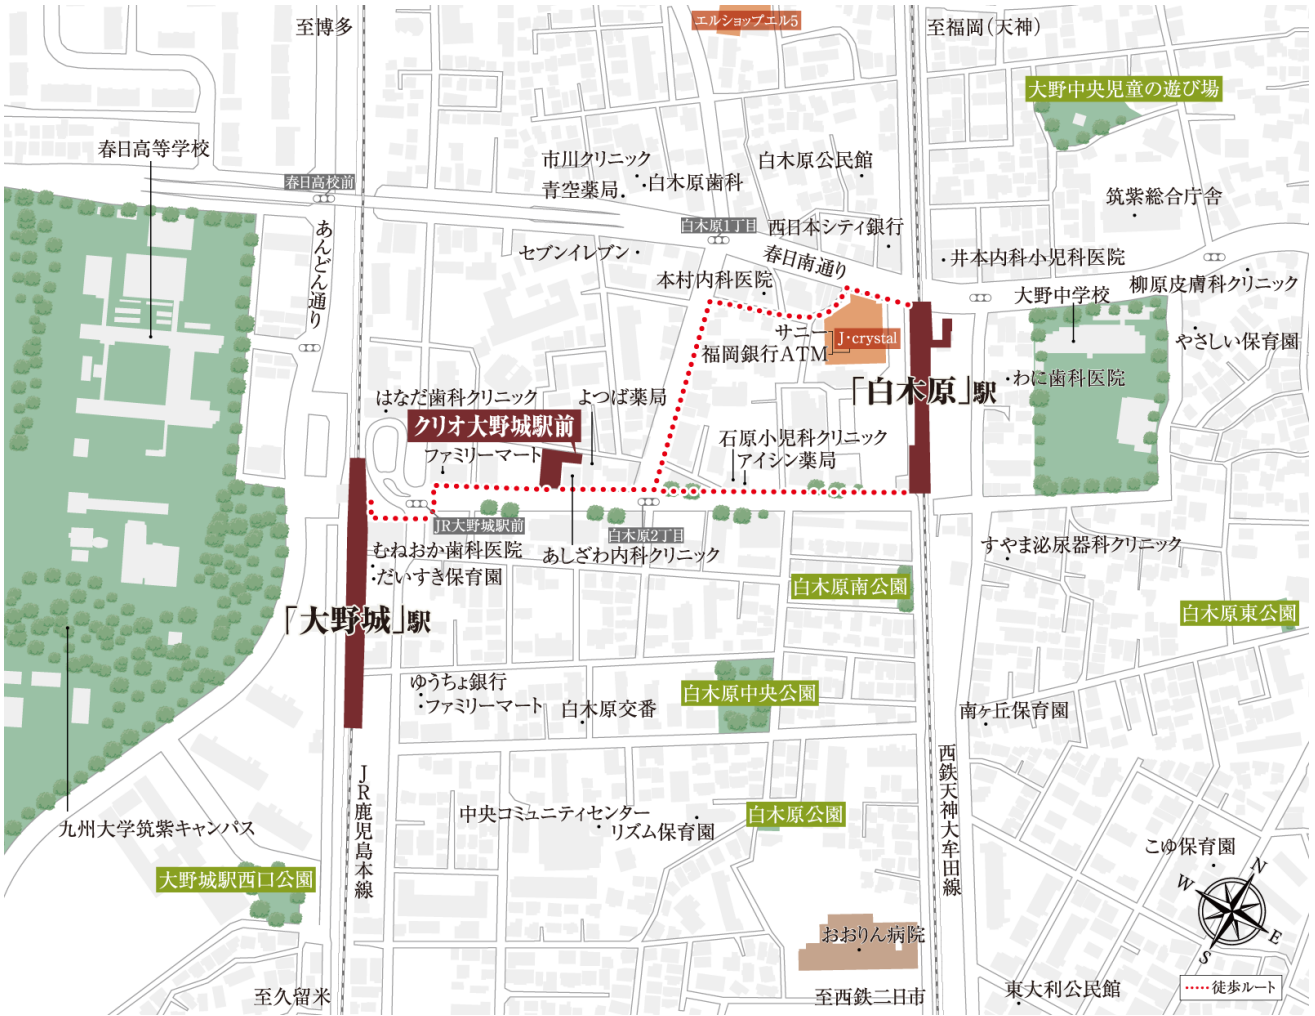 至博多
エルショップエル5
至福岡(天神)
大野中央児童の遊び場
春日高等学校
市川クリニック
青空薬局
白木原歯科
白木原公民館
春日高校前
筑紫総合庁舎
あんどん通り
白木原1丁目
西日本シティ銀行
セブンイレブン
春日南通り
井本内科小児科医院
本村内科医院
大野中学校
柳原皮膚科クリニック
サニー
福岡銀行ATM
J・crystal
やさしい保育園
「白木原」駅
わに歯科医院
はなだ歯科クリニック
よつば薬局
クリオ大野城駅前
ファミリーマート
石原小児科クリニック
アイシン薬局
JR大野城駅前
白木原2丁目
むねおか歯科医院
だいすき保育園
あしざわ内科クリニック
すやま泌尿器科クリニック
白木原南公園
白木原東公園
「大野城」駅
ゆうちょ銀行
ファミリーマート
白木原交番
白木原中央公園
南ヶ丘保育園
JR鹿児島本線
西鉄天神大牟田線
中央コミュニティセンター
リズム保育園
白木原公園
九州大学筑紫キャンパス
こゆ保育園
大野城駅西口公園
N
W
E
S
おおりん病院
至久留米
至西鉄二日市
東大利公民館
徒歩ルート